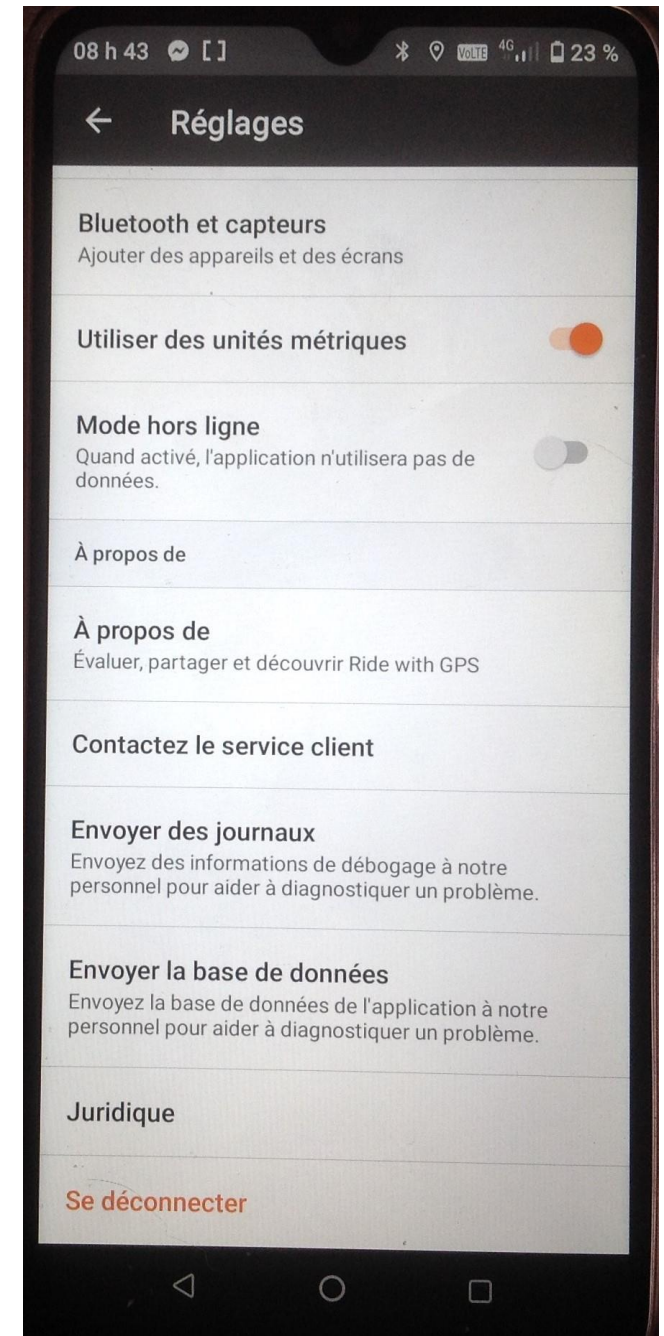 08 h 43 VoLTE 4G 23 %
Réglages
Bluetooth et capteurs
Ajouter des appareils et des écrans
Utiliser des unités métriques
Mode hors ligne
Quand activé, l'application n'utilisera pas de
données.
À propos de
À propos de
Évaluer, partager et découvrir Ride with GPS
Contactez le service client
Envoyer des journaux
Envoyez des informations de débogage à notre
personnel pour aider à diagnostiquer un problème.
Envoyer la base de données
Envoyez la base de données de l'application à notre
personnel pour aider à diagnostiquer un problème.
Juridique
Se déconnecter